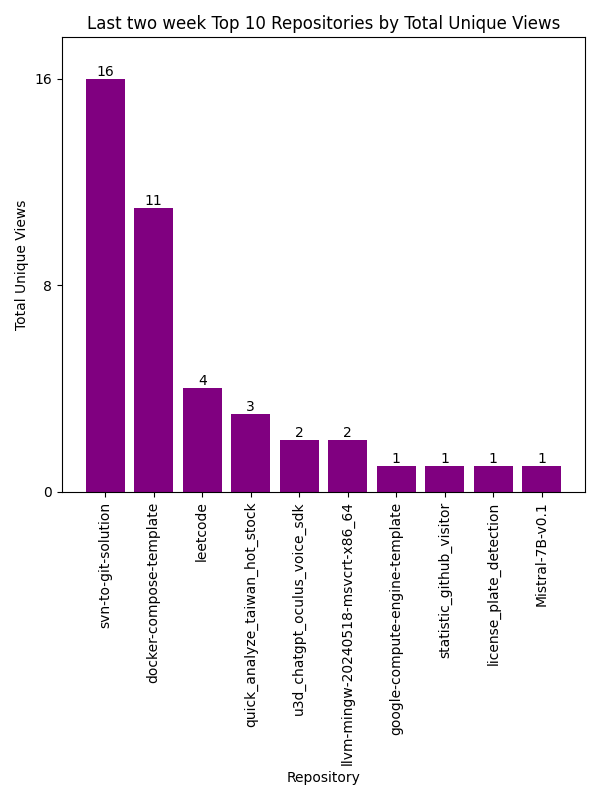 Last two week Top 10 Repositories by Total Unique Views
Total Unique Views
16
8
0
16
11
4
3
2
2
1
1
1
1
svn-to-git-solution
docker-compose-template
leetcode
quick_analyze_taiwan_hot_stock
u3d_chatgpt_oculus_voice_sdk
llvm-mingw-20240518-msvcrt-x86_64
google-compute-engine-template
statistic_github_visitor
license_plate_detection
Mistral-7B-v0.1
Repository